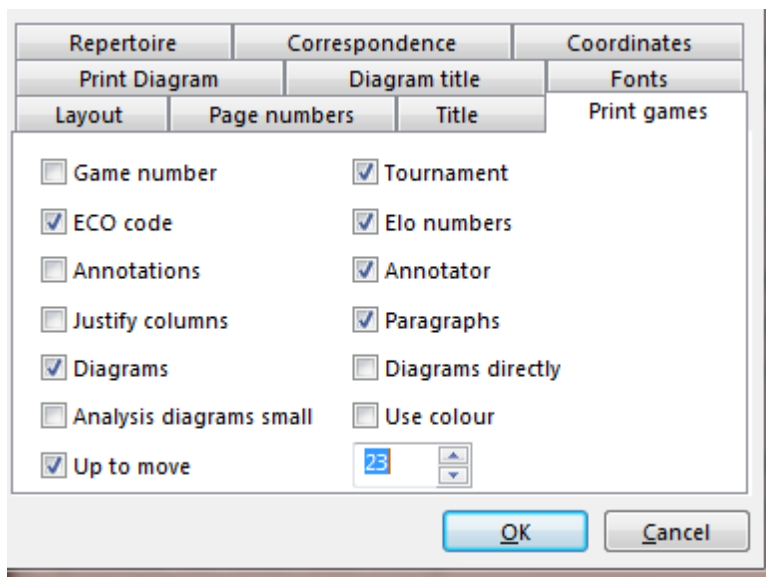 Repertoire Correspondence Coordinates
Print Diagram Diagram title Fonts
Layout Page numbers Title Print games
Game number Tournament
ECO code Elo numbers
Annotations Annotator
Justify columns Paragraphs
Diagrams Diagrams directly
Analysis diagrams small Use colour
Up to move 23
OK Cancel